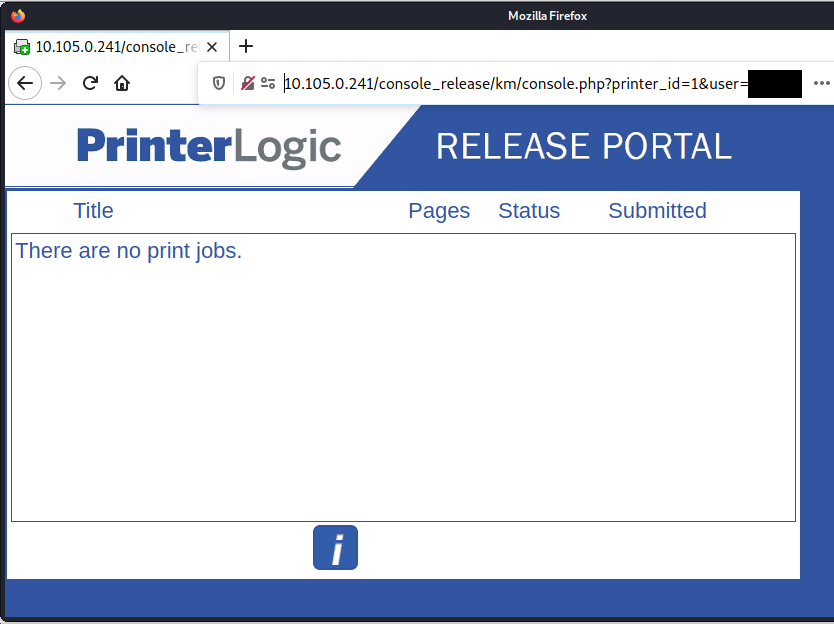 Mozilla Firefox
10.105.0.241/console_re
10.105.0.241/console_release/km/console.php?printer_id=1&user=
PrinterLogic RELEASE PORTAL
Title Pages Status Submitted
There are no print jobs.
i